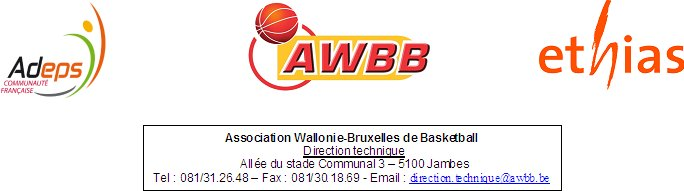 Adeps
COMMUNAUTÉ
FRANÇAISE
AWBB
ethias
Association Wallonie-Bruxelles de Basketball
Direction technique
Allée du stade Communal 3 – 5100 Jambes
Tel : 081/31.26.48 – Fax : 081/30.18.69 - Email : direction.technique@awbb.be